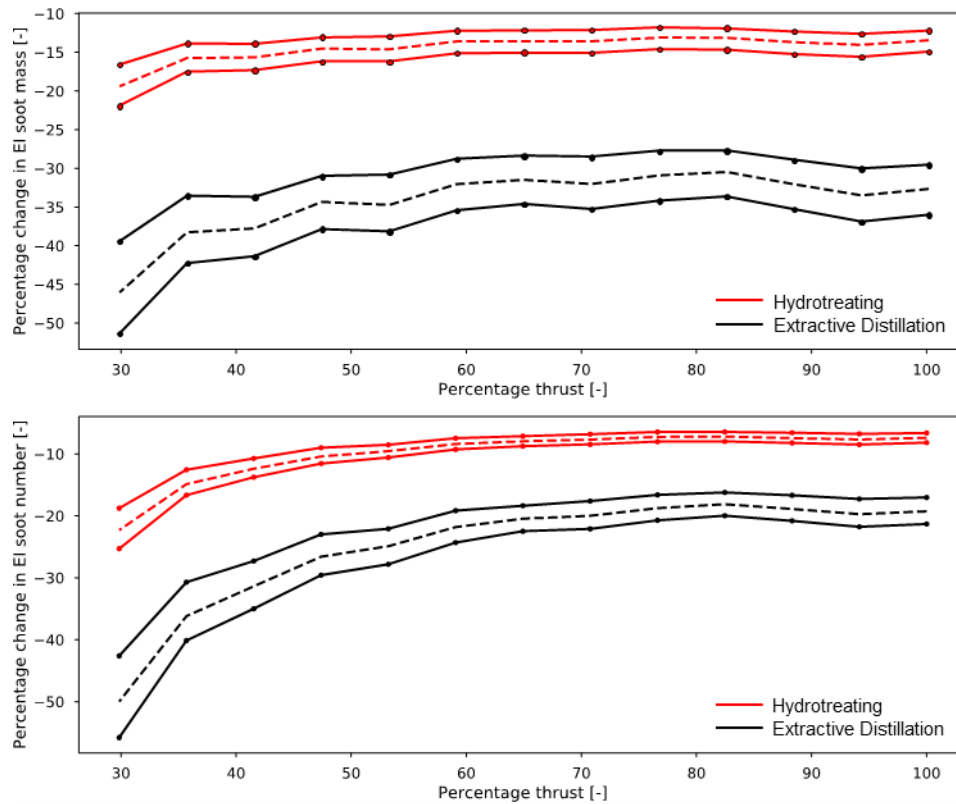 Percentage change in EI soot mass [-]
−10
−15
−20
−25
−30
−35
−40
−45
−50
Hydrotreating
Extractive Distillation
30 40 50 60 70 80 90 100
Percentage thrust [-]
Percentage change in EI soot number [-]
−10
−20
−30
−40
−50
Hydrotreating
Extractive Distillation
30 40 50 60 70 80 90 100
Percentage thrust [-]